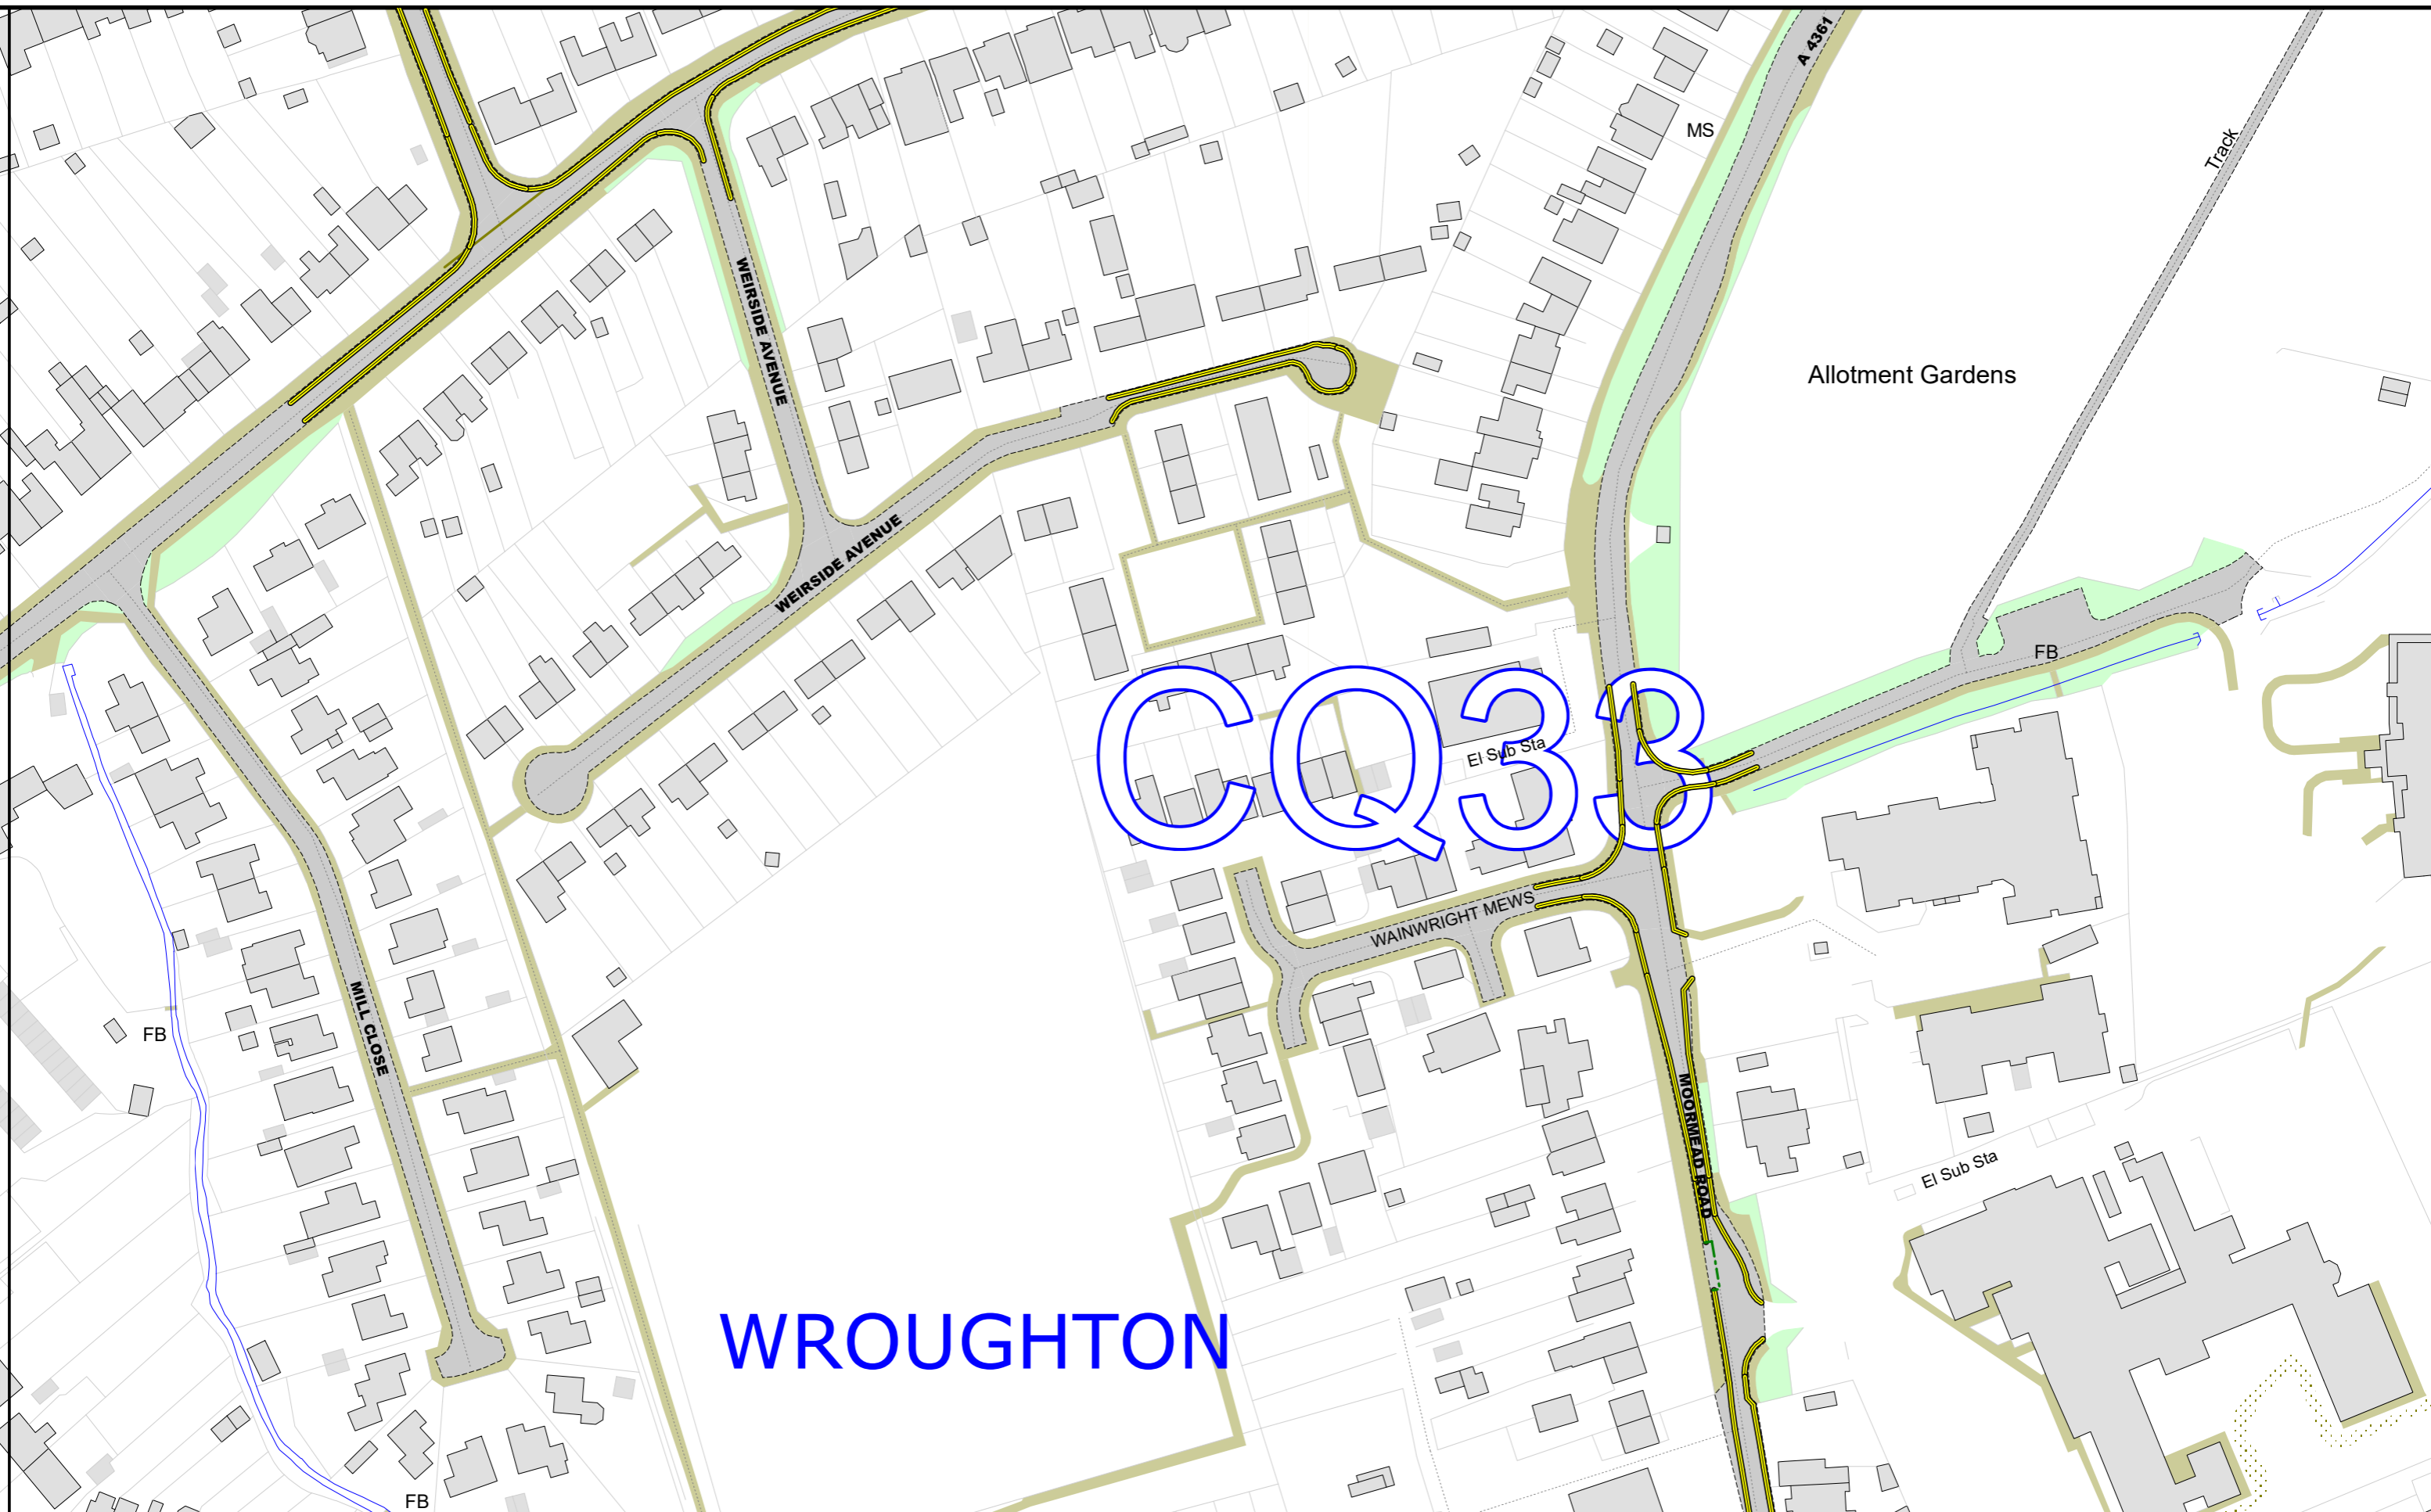 A 4361
MS
Track
WEIRSIDE AVENUE
Allotment Gardens
WEIRSIDE AVENUE
FB
CQ33
El Sub Sta
WAINWRIGHT MEWS
MILL CLOSE
FB
MOORMEAD ROAD
El Sub Sta
WROUGHTON
FB